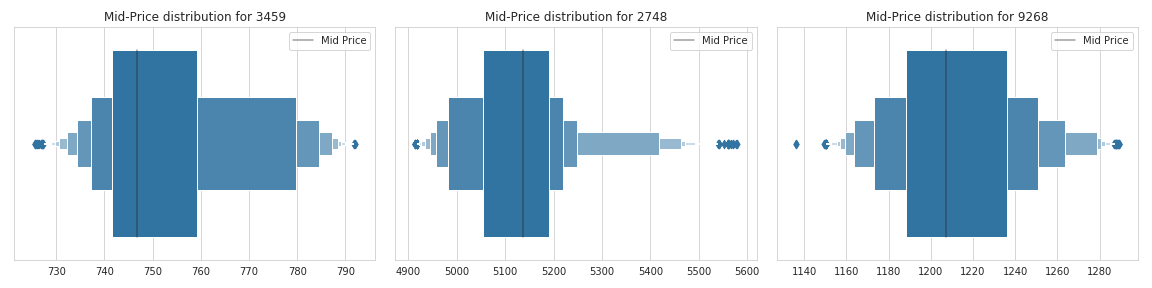 Mid-Price distribution for 3459
Mid Price
730 740 750 760 770 780 790
Mid-Price distribution for 2748
Mid Price
4900 5000 5100 5200 5300 5400 5500 5600
Mid-Price distribution for 9268
Mid Price
1140 1160 1180 1200 1220 1240 1260 1280